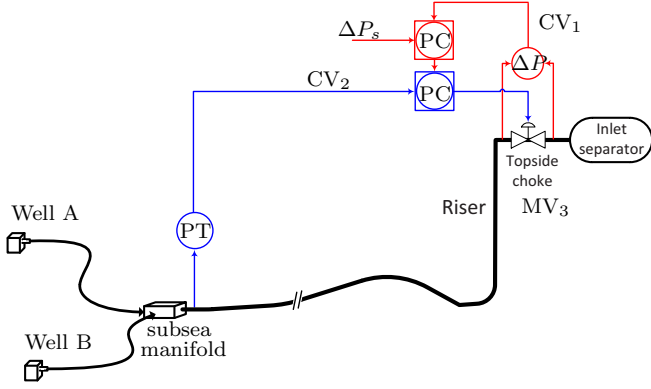 CV₁
ΔPₛ
PC
ΔP
CV₂
PC
Inlet
separator
Topside
choke
MV₃
Riser
Well A
PT
subsea
manifold
Well B